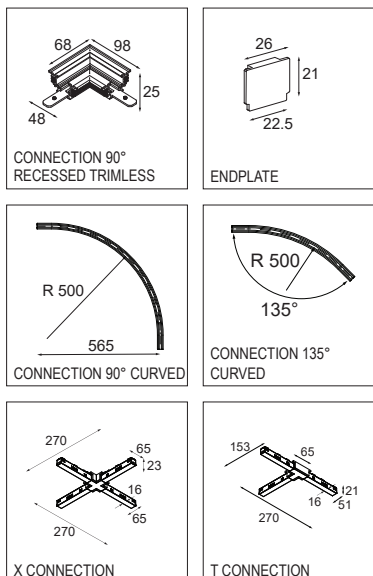 68 98
25
48
CONNECTION 90°
RECESSED TRIMLESS
26
21
22.5
ENDPLATE
R 500
565
CONNECTION 90° CURVED
R 500
135°
CONNECTION 135°
CURVED
270 65
23
16
65
270
X CONNECTION
153 65
21
16 51
270
T CONNECTION